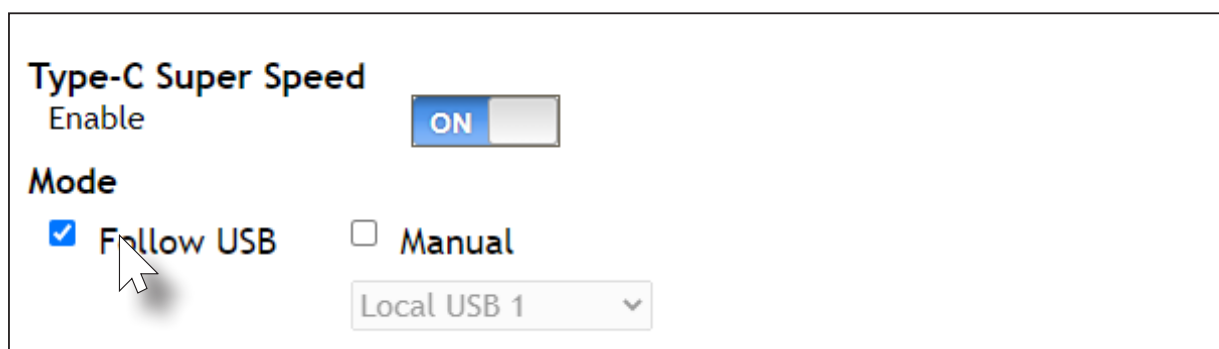 Type-C Super Speed
Enable ON
Mode
Follow USB Manual
Local USB 1